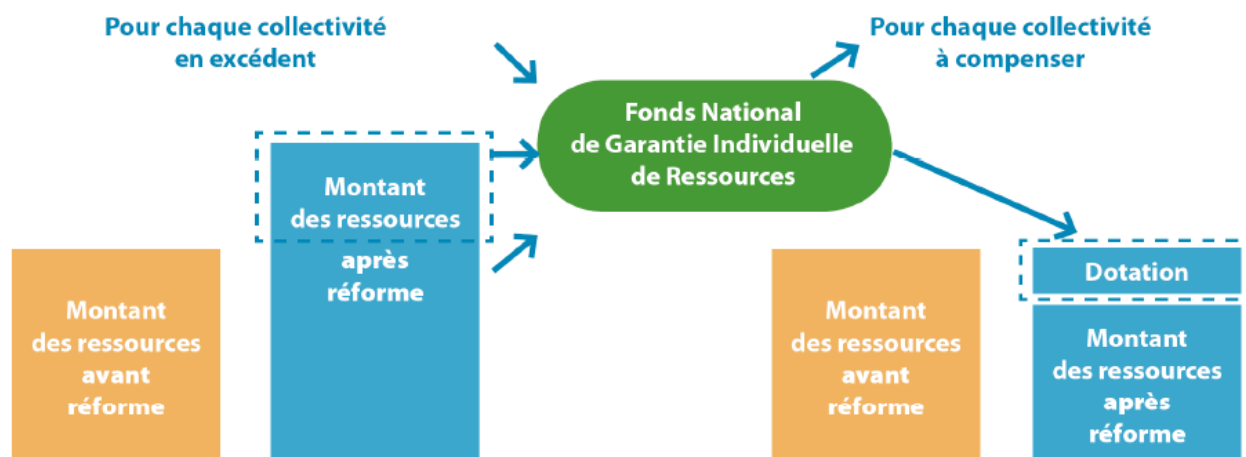 Pour chaque collectivité
en excédent
Pour chaque collectivité
à compenser
Fonds National
de Garantie Individuelle
de Ressources
Montant
des ressources
après
réforme
Montant
des ressources
avant
réforme
Montant
des ressources
avant
réforme
Dotation
Montant
des ressources
après
réforme